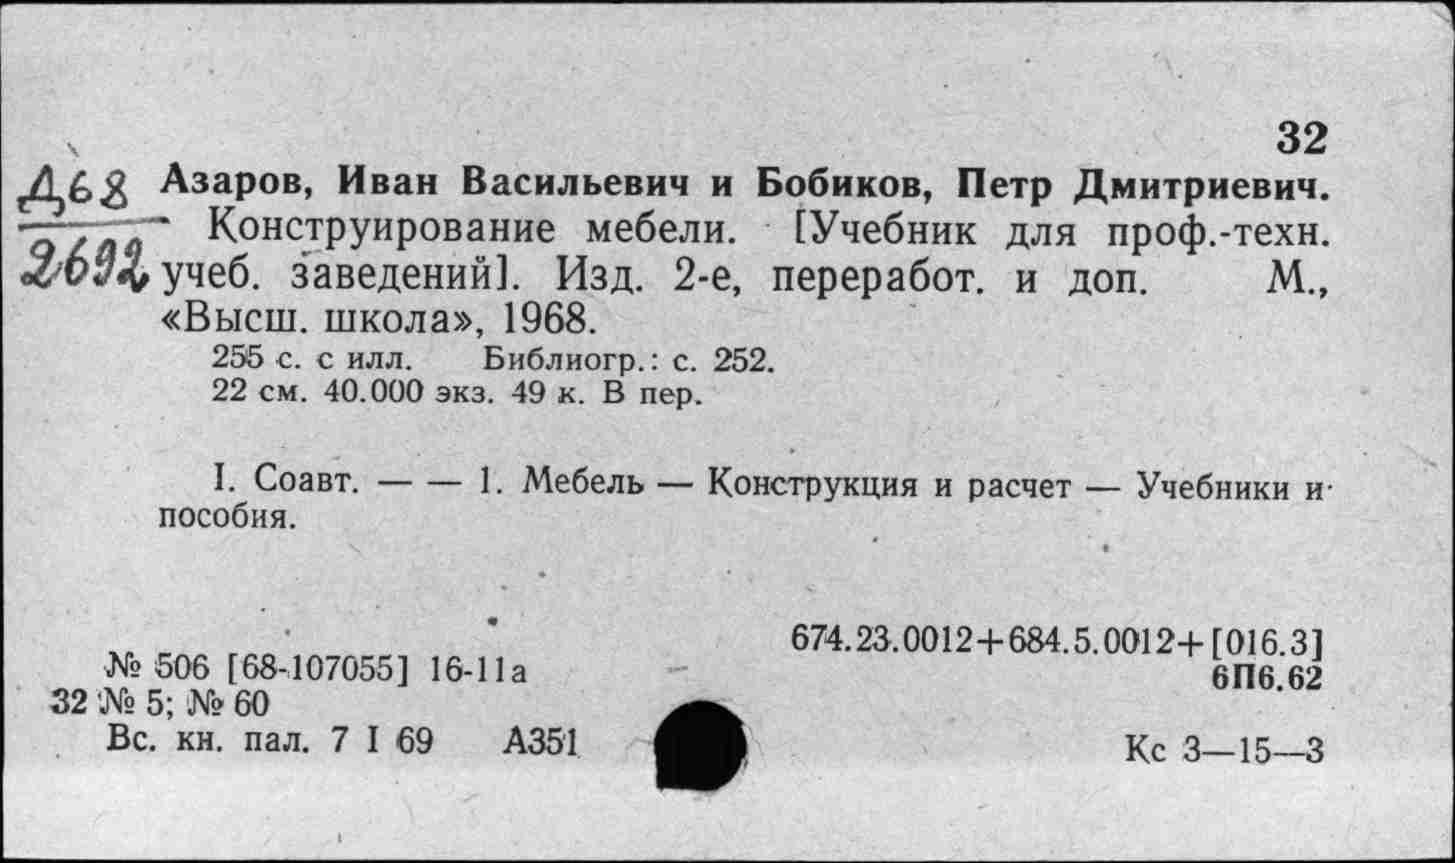 32
Д68 Азаров, Иван Васильевич и Бобиков, Петр Дмитриевич.
Конструирование мебели. [Учебник для проф.-техн.
учеб. заведений]. Изд. 2-е, переработ. и доп. М.,
«Высш. школа», 1968.
255 с. с илл. Библиогр.: с. 252.
22 см. 40.000 экз. 49 к. В пер.
I. Соавт. — — 1. Мебель — Конструкция и расчет — Учебники и
пособия.
674.23.0012+684.5.0012+[016.3]
№ 506 [68-107055] 16-11а
6П6.62
32 № 5; № 60
Вс. кн. пал. 7 I 69 А351
Кс 3—15—3